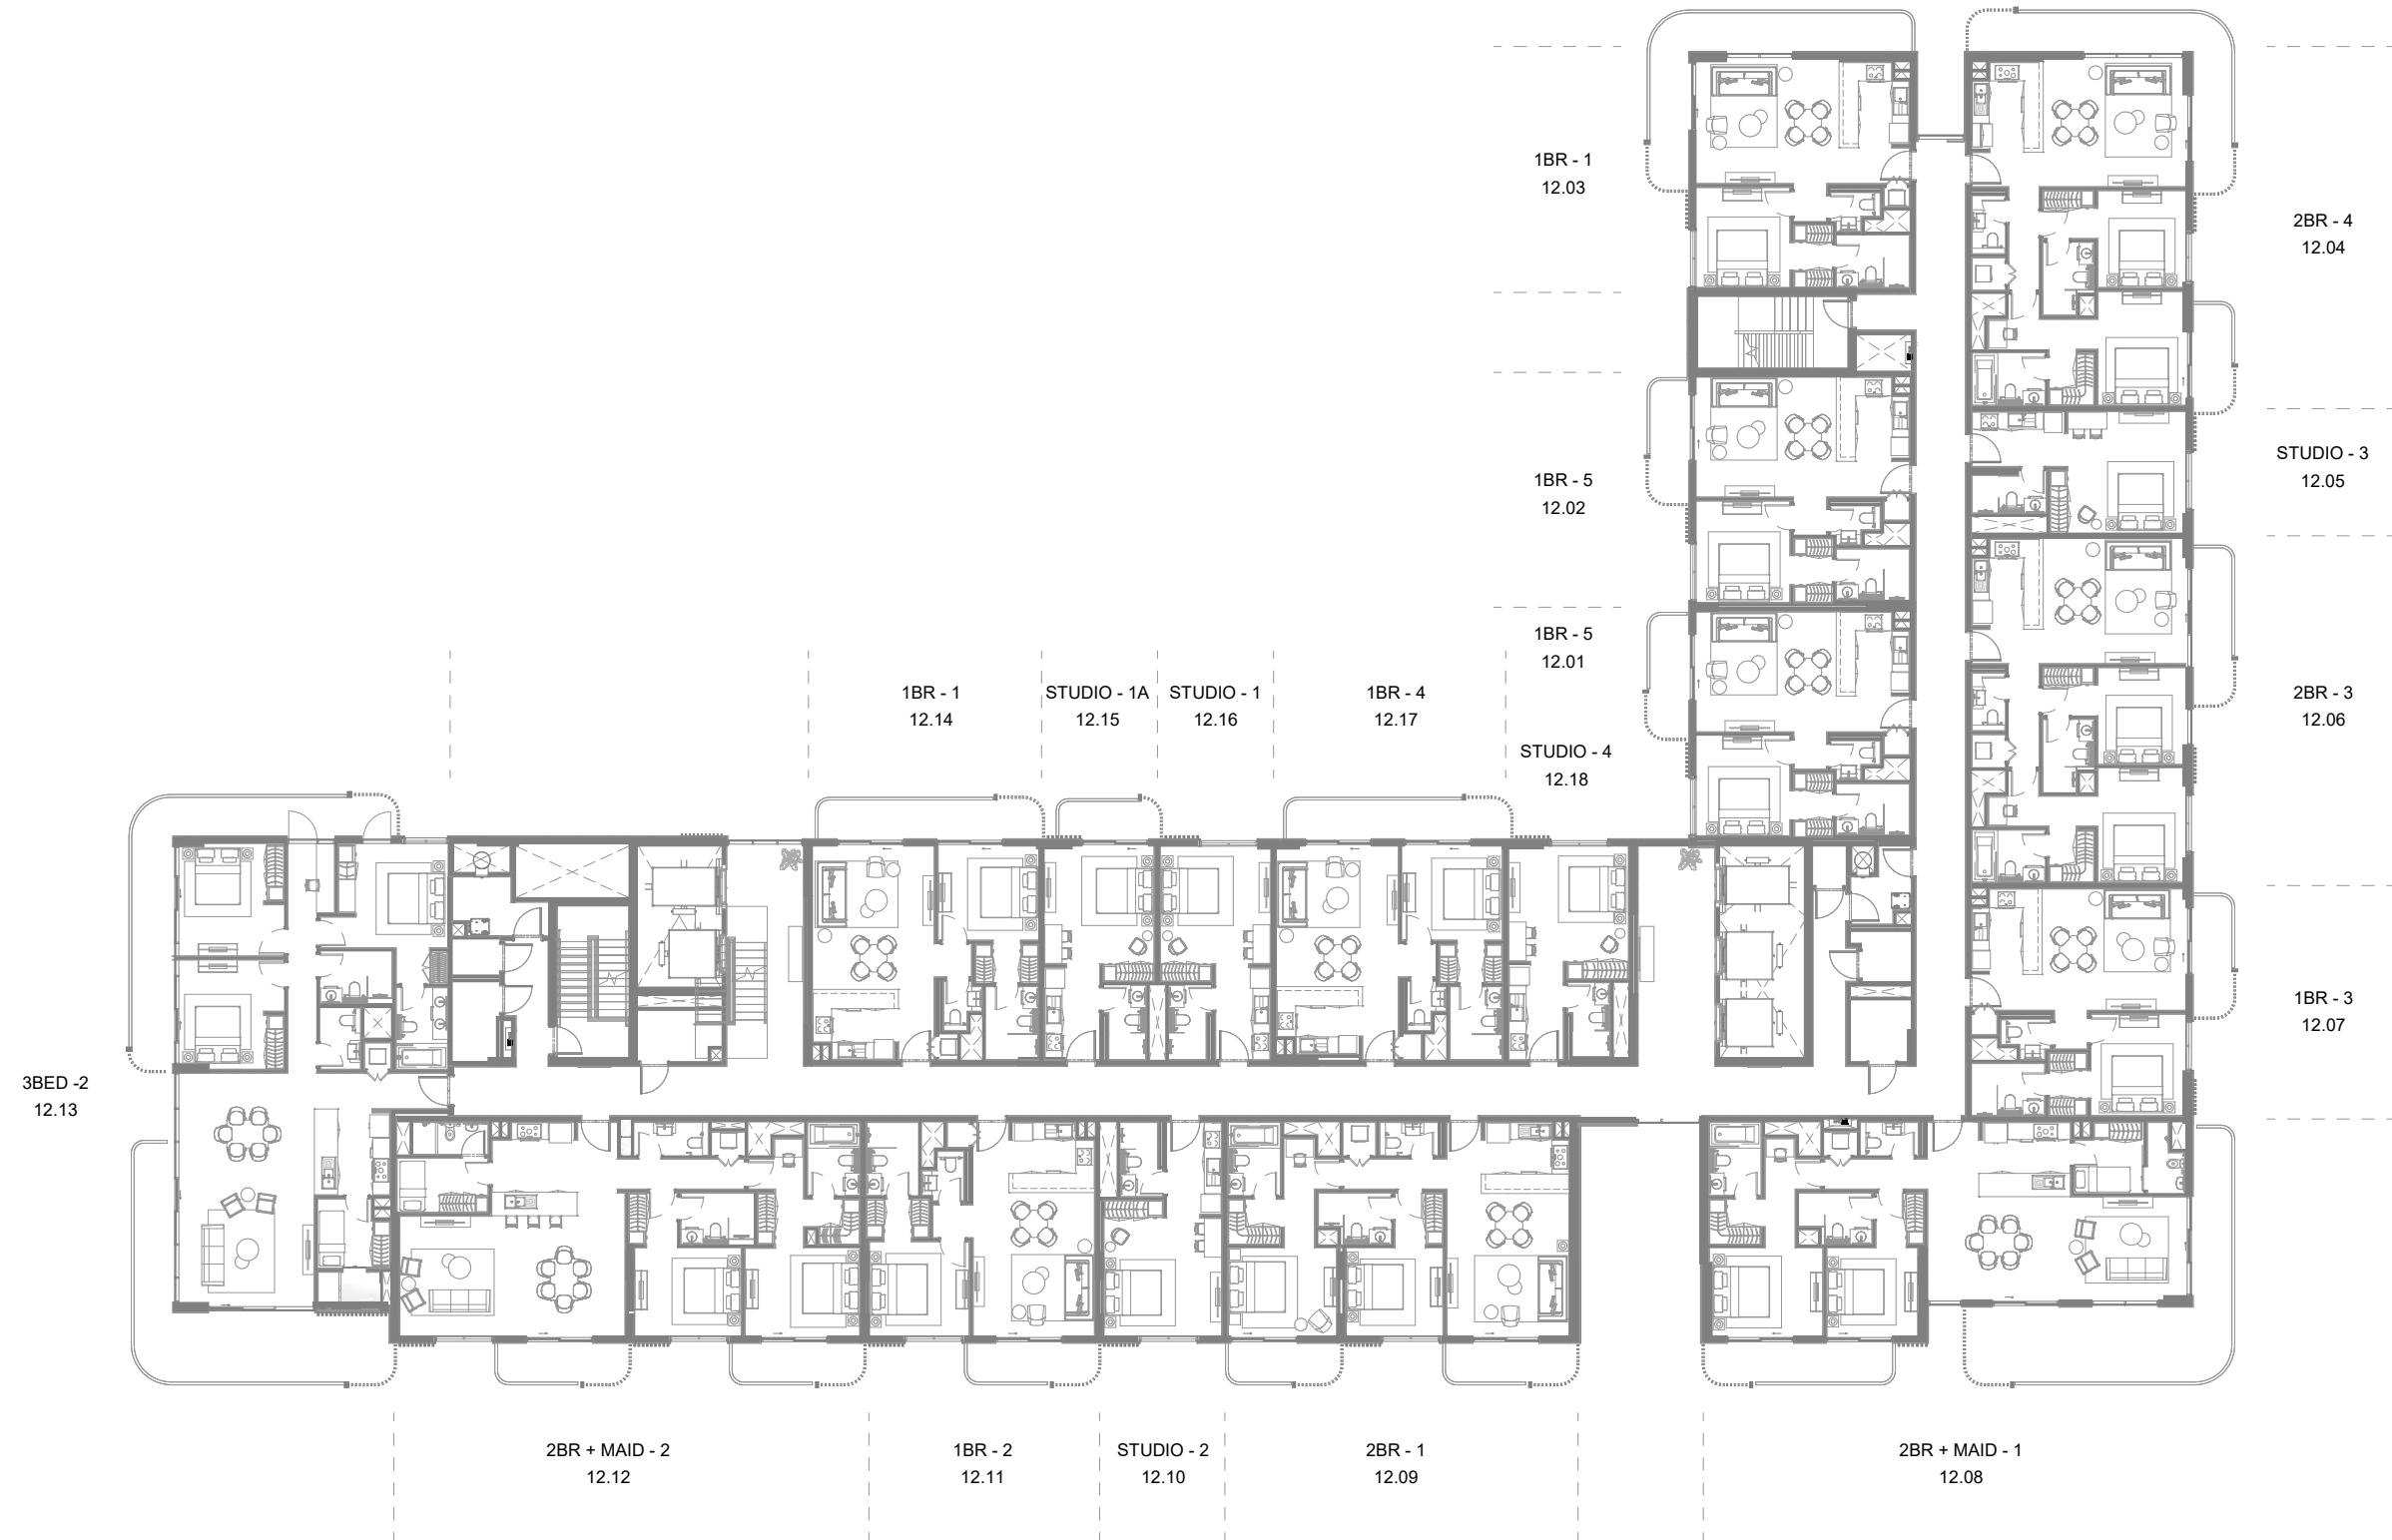 1BR - 1
12.03
2BR - 4
12.04
STUDIO - 3
12.05
1BR - 5
12.02
1BR - 5
12.01
1BR - 1
12.14
STUDIO - 1A
12.15
STUDIO - 1
12.16
1BR - 4
12.17
2BR - 3
12.06
STUDIO - 4
12.18
1BR - 3
12.07
3BED -2
12.13
2BR + MAID - 2
12.12
1BR - 2
12.11
STUDIO - 2
12.10
2BR - 1
12.09
2BR + MAID - 1
12.08